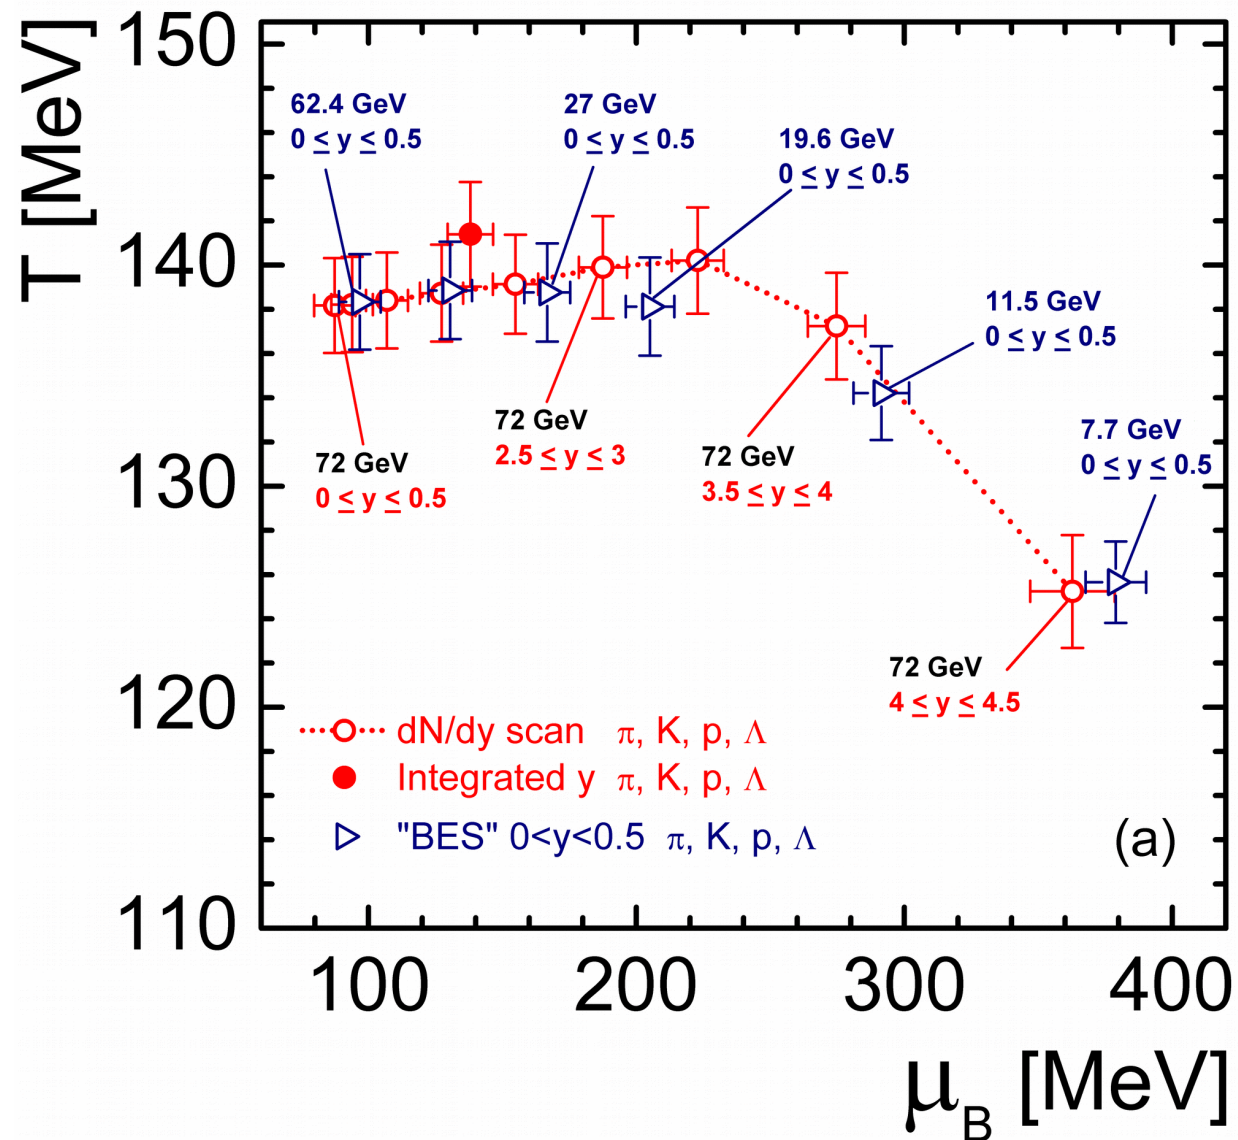 T [MeV]
150
140
130
120
110
62.4 GeV
0 ≤ y ≤ 0.5
27 GeV
0 ≤ y ≤ 0.5
19.6 GeV
0 ≤ y ≤ 0.5
11.5 GeV
0 ≤ y ≤ 0.5
7.7 GeV
0 ≤ y ≤ 0.5
72 GeV
0 ≤ y ≤ 0.5
72 GeV
2.5 ≤ y ≤ 3
72 GeV
3.5 ≤ y ≤ 4
72 GeV
4 ≤ y ≤ 4.5
dN/dy scan π, K, p, Λ
Integrated y π, K, p, Λ
"BES" 0<y<0.5 π, K, p, Λ
(a)
100 200 300 400
μ_B [MeV]